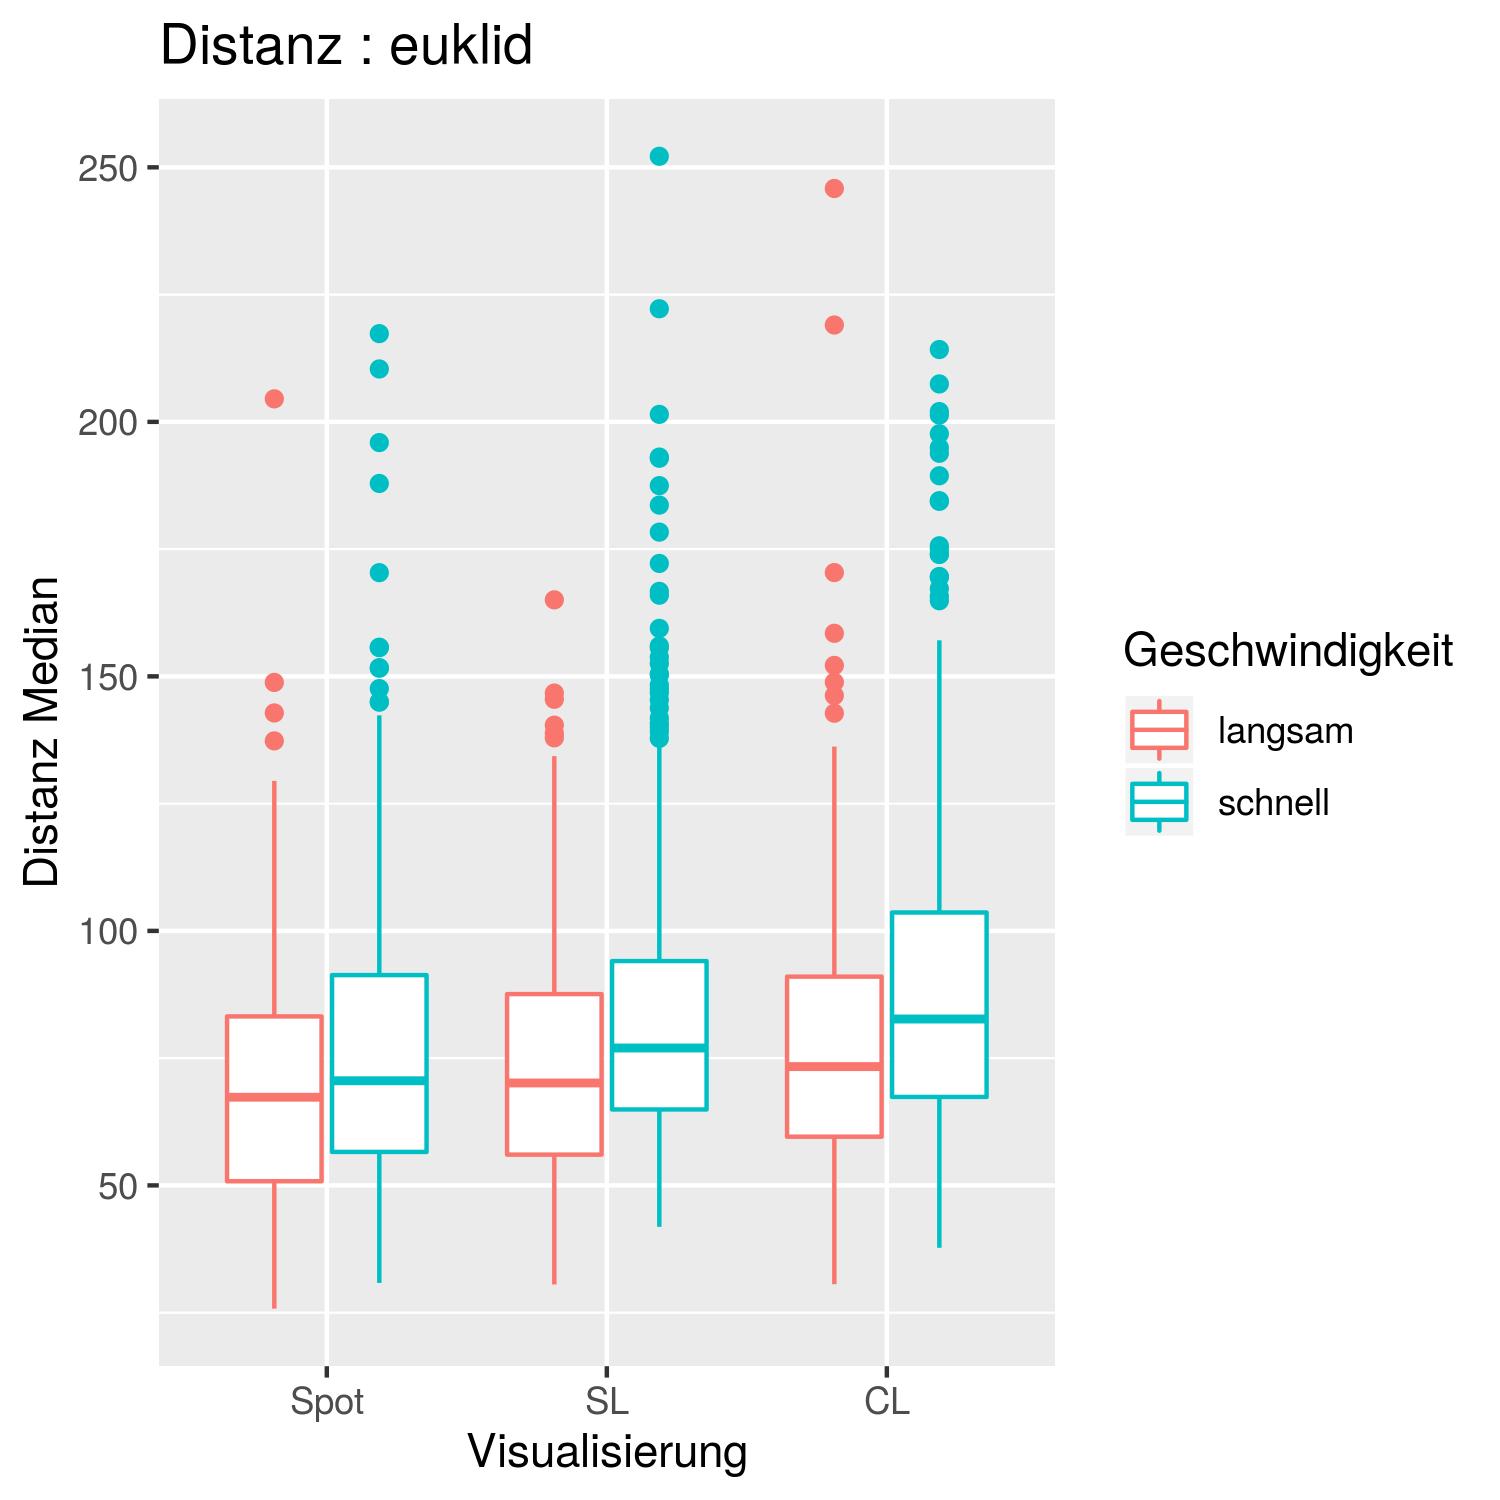 Distanz : euklid
Distanz Median
250
200
150
100
50
Spot
SL
CL
Visualisierung
Geschwindigkeit
langsam
schnell